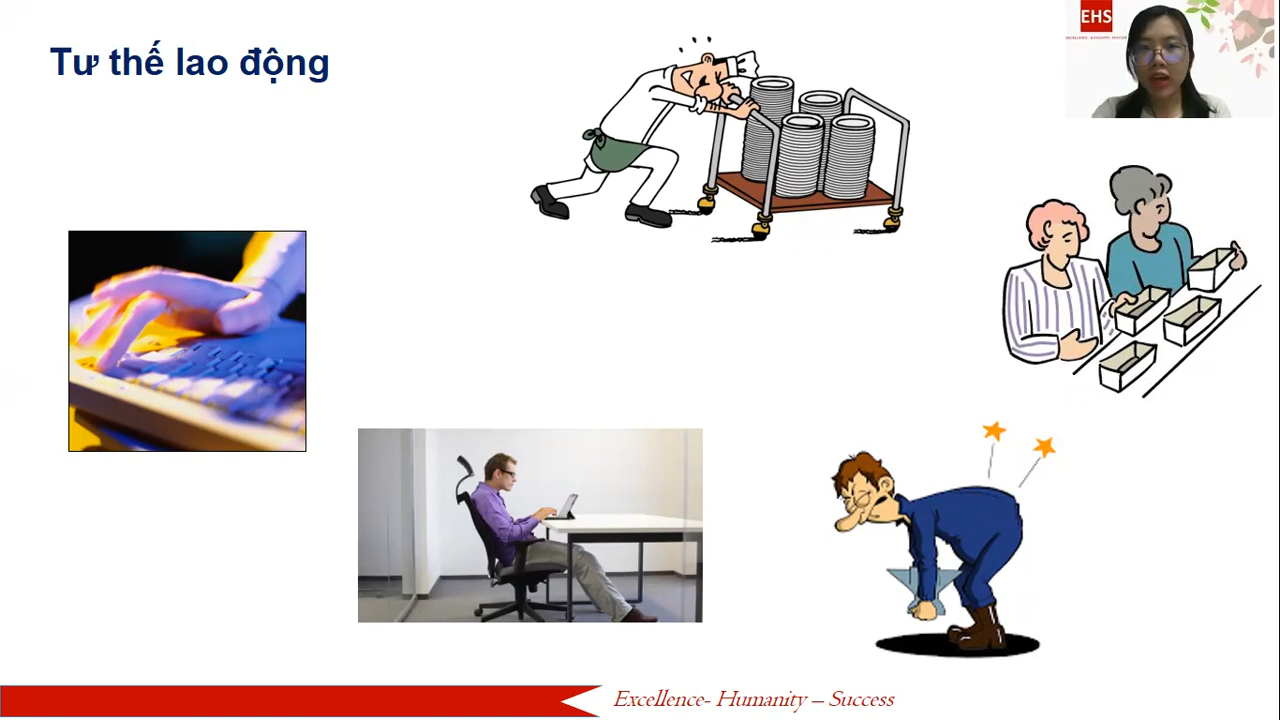 Tư thế lao động
EHS
Excellence- Humanity – Success